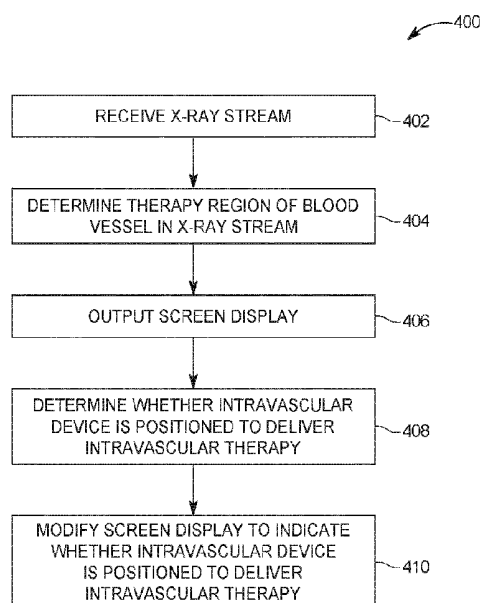 400
RECEIVE X-RAY STREAM
402
DETERMINE THERAPY REGION OF BLOOD
VESSEL IN X-RAY STREAM
404
OUTPUT SCREEN DISPLAY
406
DETERMINE WHETHER INTRAVASCULAR
DEVICE IS POSITIONED TO DELIVER
INTRAVASCULAR THERAPY
408
MODIFY SCREEN DISPLAY TO INDICATE
WHETHER INTRAVASCULAR DEVICE
IS POSITIONED TO DELIVER
INTRAVASCULAR THERAPY
410